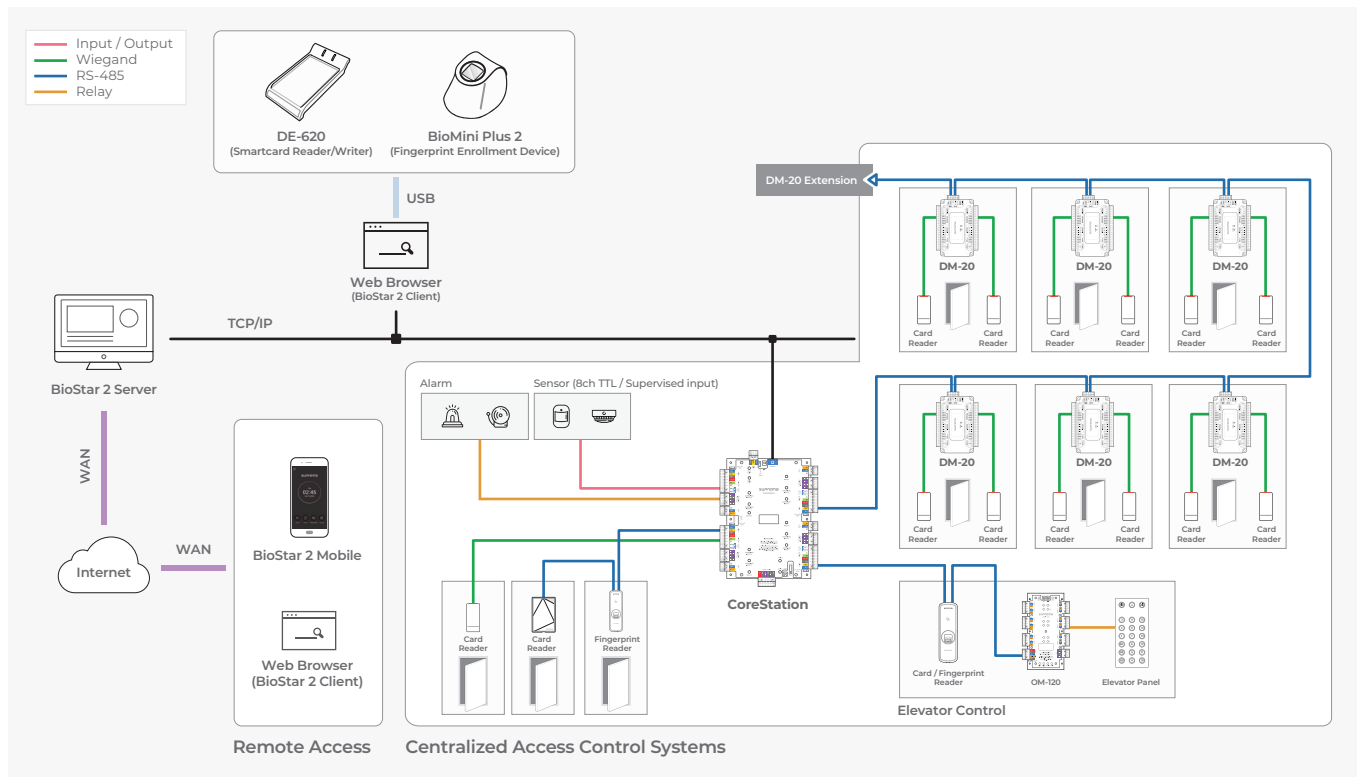 Input / Output
Wiegand
RS-485
Relay
DE-620
(Smartcard Reader/Writer)
BioMini Plus 2
(Fingerprint Enrollment Device)
USB
Web Browser
(BioStar 2 Client)
TCP/IP
BioStar 2 Server
WAN
Internet
WAN
BioStar 2 Mobile
Web Browser
(BioStar 2 Client)
Remote Access
DM-20 Extension
DM-20
Card
Reader
Card
Reader
DM-20
Card
Reader
Card
Reader
DM-20
Card
Reader
Card
Reader
Alarm
Sensor (8ch TTL / Supervised input)
DM-20
Card
Reader
Card
Reader
DM-20
Card
Reader
Card
Reader
DM-20
Card
Reader
Card
Reader
CoreStation
Card
Reader
Card
Reader
Fingerprint
Reader
Card / Fingerprint
Reader
OM-120
Elevator Panel
Elevator Control
Centralized Access Control Systems